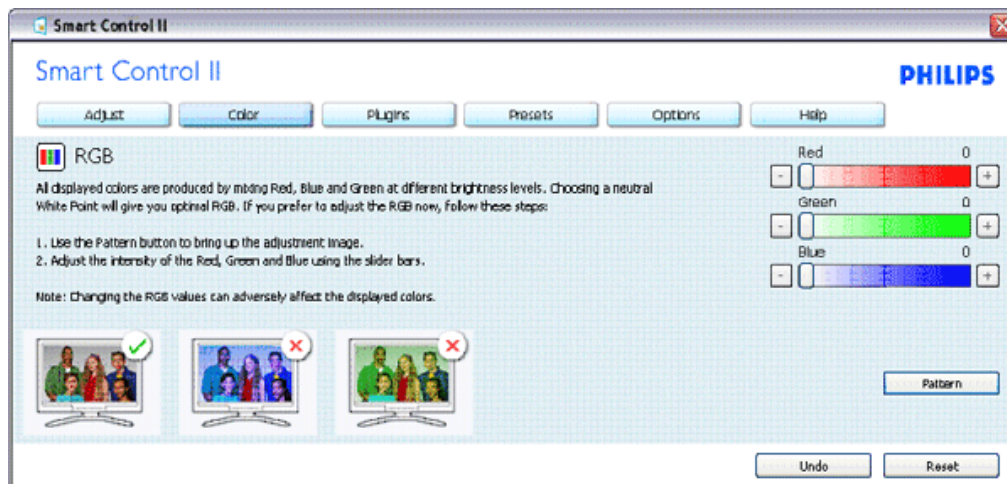 Smart Control II
Smart Control II
PHILIPS
Adjust Color Plugins Presets Options Help
RGB
All displayed colors are produced by mixing Red, Blue and Green at different brightness levels. Choosing a neutral
White Point will give you optimal RGB. If you prefer to adjust the RGB now, follow these steps:
1. Use the Pattern button to bring up the adjustment image.
2. Adjust the intensity of the Red, Green and Blue using the slider bars.
Note: Changing the RGB values can adversely affect the displayed colors.
Red 0
- +
Green 0
- +
Blue 0
- +
Pattern
Undo Reset